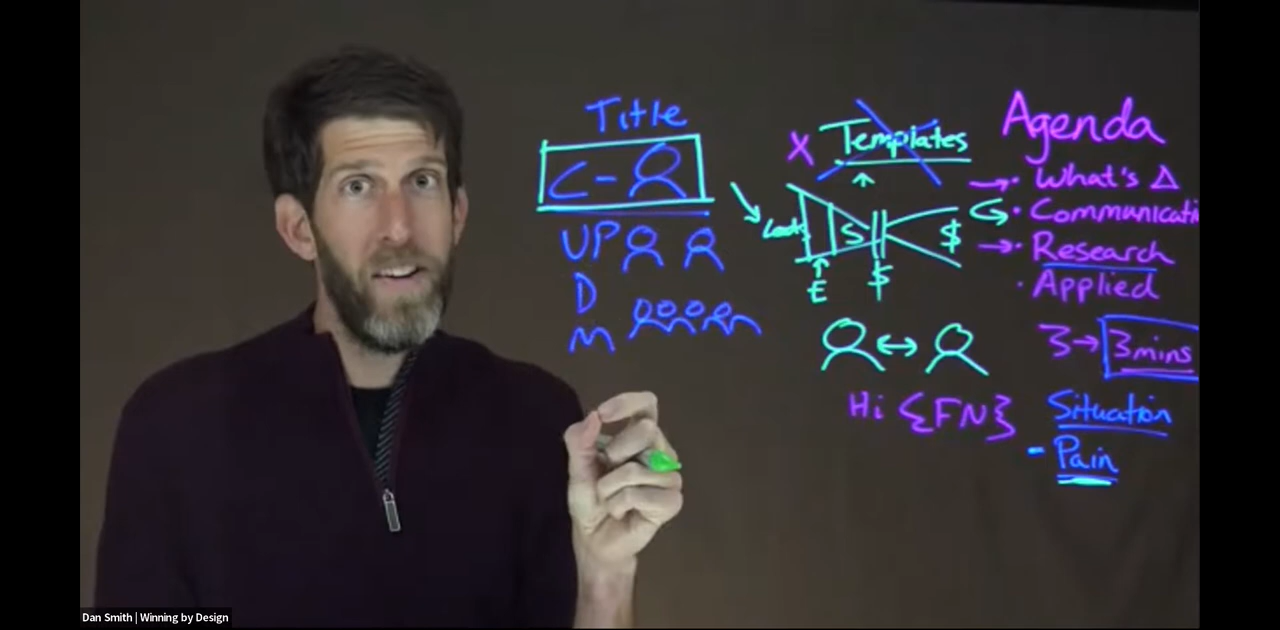 Title
C-
VP
D
M
X Templates
Leads
S
$
E
$
Hi {FN}
Agenda
→ · What's Δ
· Communicati
→ · Research
· Applied
3 → 3mins
Situation
- Pain
Dan Smith | Winning by Design